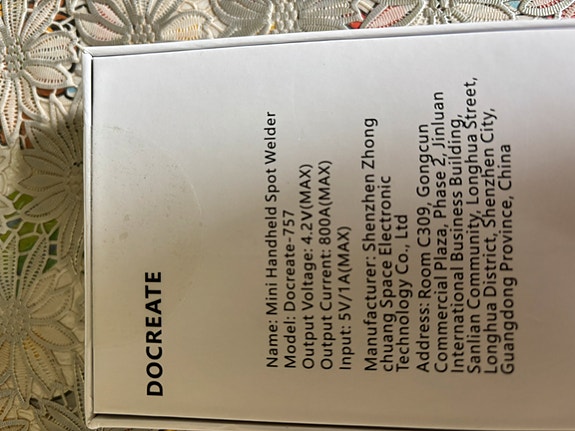 DOCREATE
Name: Mini Handheld Spot Welder
Model: Docreate-757
Output Voltage: 4.2V(MAX)
Output Current: 800A(MAX)
Input: 5V/1A(MAX)
Manufacturer: Shenzhen Zhong
chuang Space Electronic
Technology Co., Ltd
Address: Room C309, Gongcun
Commercial Plaza, Phase 2, Jinluan
International Business Building,
Sanlian Community, Longhua Street,
Longhua District, Shenzhen City,
Guangdong Province, China